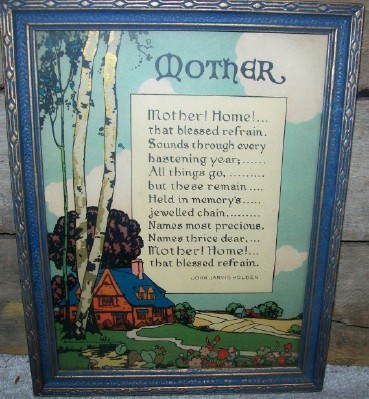 MOTHER
Mother! Home!...
that blessed refrain.
Sounds through every
hastening year;......
All things go, .........
but these remain ....
Held in memory's.....
jewelled chain.........
Names most precious,
Names thrice dear,...
Mother! Home!...
that blessed refrain.
JOHN JARVIS HOLDEN